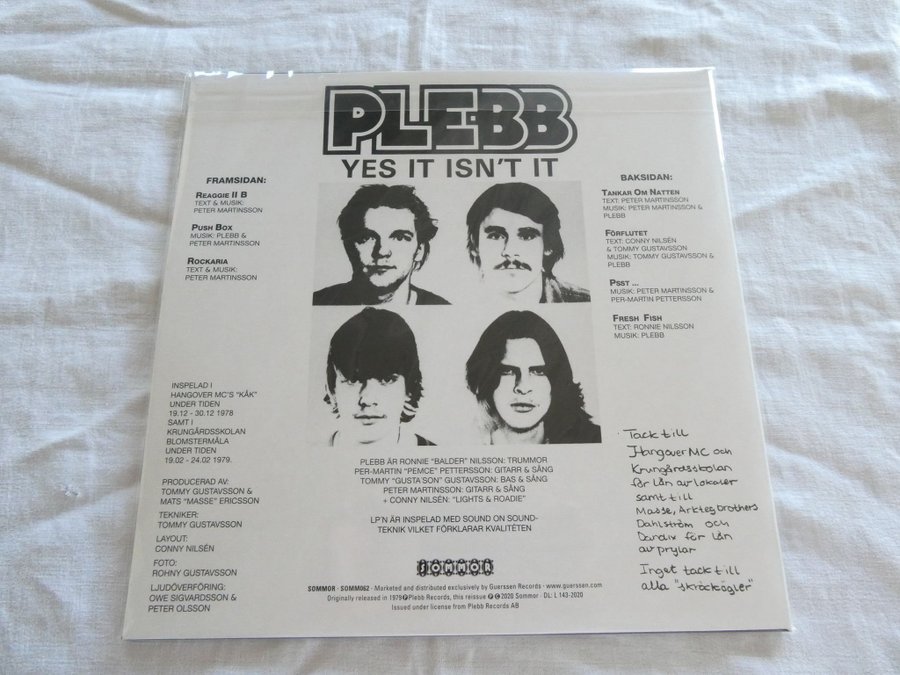 PLEBB
YES IT ISN'T IT
FRAMSIDAN:
REAGGIE II B
TEXT & MUSIK:
PETER MARTINSSON
PUSH BOX
MUSIK: PLEBB &
PETER MARTINSSON
ROCKARIA
TEXT & MUSIK:
PETER MARTINSSON
BAKSIDAN:
TANKAR OM NATTEN
TEXT: PETER MARTINSSON
MUSIK: PETER MARTINSSON &
PLEBB
FÖRFLUTET
TEXT: CONNY NILSÉN
& TOMMY GUSTAVSSON
MUSIK: TOMMY GUSTAVSSON &
PLEBB
PSST ...
MUSIK: PETER MARTINSSON &
PER-MARTIN PETTERSSON
FRESH FISH
TEXT: RONNIE NILSSON
MUSIK: PLEBB
INSPELAD I
HANGOVER MC'S "KÅK"
UNDER TIDEN
19.12 - 30.12 1978
SAMT I
KRUNGÅRDSSKOLAN
BLOMSTERMÅLA
UNDER TIDEN
19.02 - 24.02 1979.
PRODUCERAD AV:
TOMMY GUSTAVSSON &
MATS "MASSE" ERICSSON
TEKNIKER:
TOMMY GUSTAVSSON
LAYOUT:
CONNY NILSÉN
FOTO:
ROHNY GUSTAVSSON
LJUDÖVERFÖRING:
OWE SIGVARDSSON &
PETER OLSSON
PLEBB ÄR RONNIE "BALDER" NILSSON: TRUMMOR
PER-MARTIN "PEMCE" PETTERSSON: GITARR & SÅNG
TOMMY "GUSTA'SON" GUSTAVSSON: BAS & SÅNG
PETER MARTINSSON: GITARR & SÅNG
+ CONNY NILSÉN: "LIGHTS & ROADIE"
LP'N ÄR INSPELAD MED SOUND ON SOUND-
TEKNIK VILKET FÖRKLARAR KVALITÉTEN
SOMMOR
SOMMOR · SOMM062 · Marketed and distributed exclusively by Guerssen Records · www.guerssen.com
Originally released in 1979 ℗ Plebb Records, this reissue ℗ © 2020 Sommor · DL: L 143-2020
Issued under license from Plebb Records AB
Tack till
Hangover MC och
Krungårdsskolan
för lån av lokaler
samt till
Masse, Arkteg brothers
Dahlström och
Dardix för lån
av prylar
Inget tack till
alla "skräckögler"